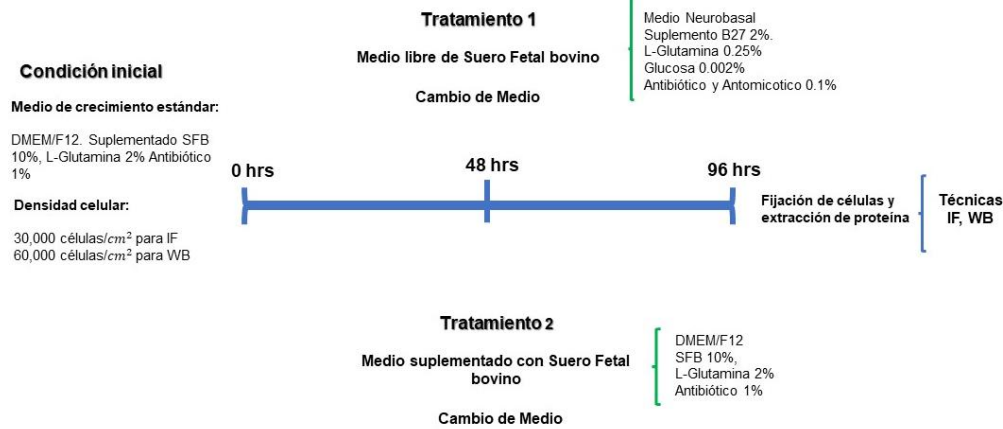 Tratamiento 1
Medio libre de Suero Fetal bovino
Cambio de Medio
Medio Neurobasal
Suplemento B27 2%.
L-Glutamina 0.25%
Glucosa 0.002%
Antibiótico y Antomicotico 0.1%
Condición inicial
Medio de crecimiento estándar:
DMEM/F12. Suplementado SFB
10%, L-Glutamina 2% Antibiótico
1%
Densidad celular:
30,000 células/cm² para IF
60,000 células/cm² para WB
0 hrs
48 hrs
96 hrs
Fijación de células y
extracción de proteína
Técnicas
IF, WB
Tratamiento 2
Medio suplementado con Suero Fetal
bovino
Cambio de Medio
DMEM/F12
SFB 10%,
L-Glutamina 2%
Antibiótico 1%